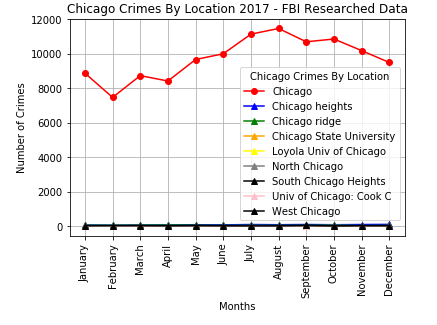 Chicago Crimes By Location 2017 - FBI Researched Data
12000
10000
8000
6000
4000
2000
0
Number of Crimes
Chicago Crimes By Location
Chicago
Chicago heights
Chicago ridge
Chicago State University
Loyola Univ of Chicago
North Chicago
South Chicago Heights
Univ of Chicago: Cook C
West Chicago
January
February
March
April
May
June
July
August
September
October
November
December
Months